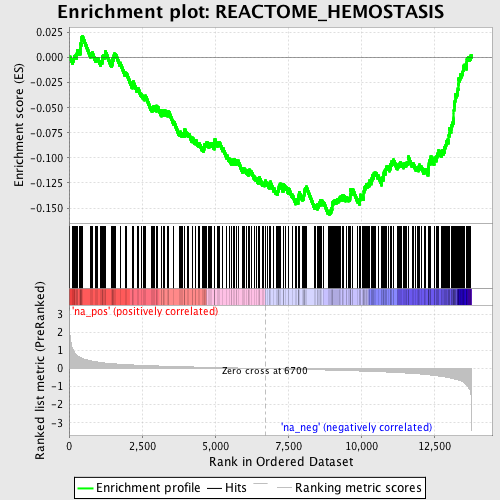 Enrichment plot: REACTOME_HEMOSTASIS
Enrichment score (ES)
0.025
0.000
-0.025
-0.050
-0.075
-0.100
-0.125
-0.150
'na_pos' (positively correlated)
Ranked list metric (PreRanked)
3
2
1
0
-1
-2
-3
Zero cross at 6700
'na_neg' (negatively correlated)
0
2,500
5,000
7,500
10,000
12,500
Rank in Ordered Dataset
Enrichment profile
Hits
Ranking metric scores